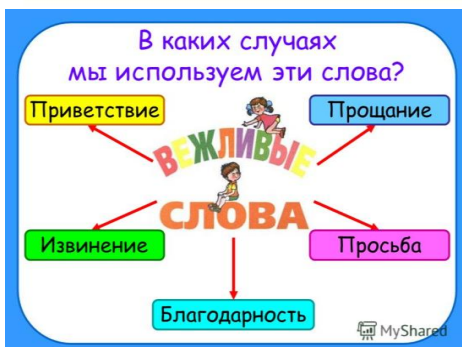 В каких случаях
мы используем эти слова?
Приветствие
Прощание
ВЕЖЛИВЫЕ
СЛОВА
Извинение
Просьба
Благодарность
MyShared